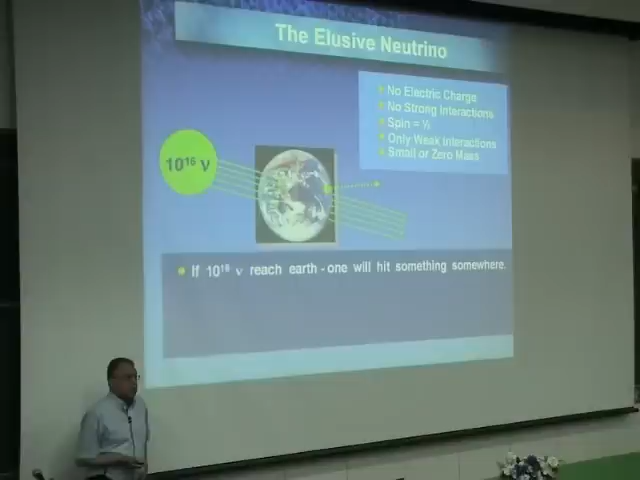 The Elusive Neutrino
• No Electric Charge
• No Strong Interactions
• Spin = ½
• Only Weak Interactions
• Small or Zero Mass
10¹⁶ ν
• If 10¹⁶ ν reach earth - one will hit something somewhere.